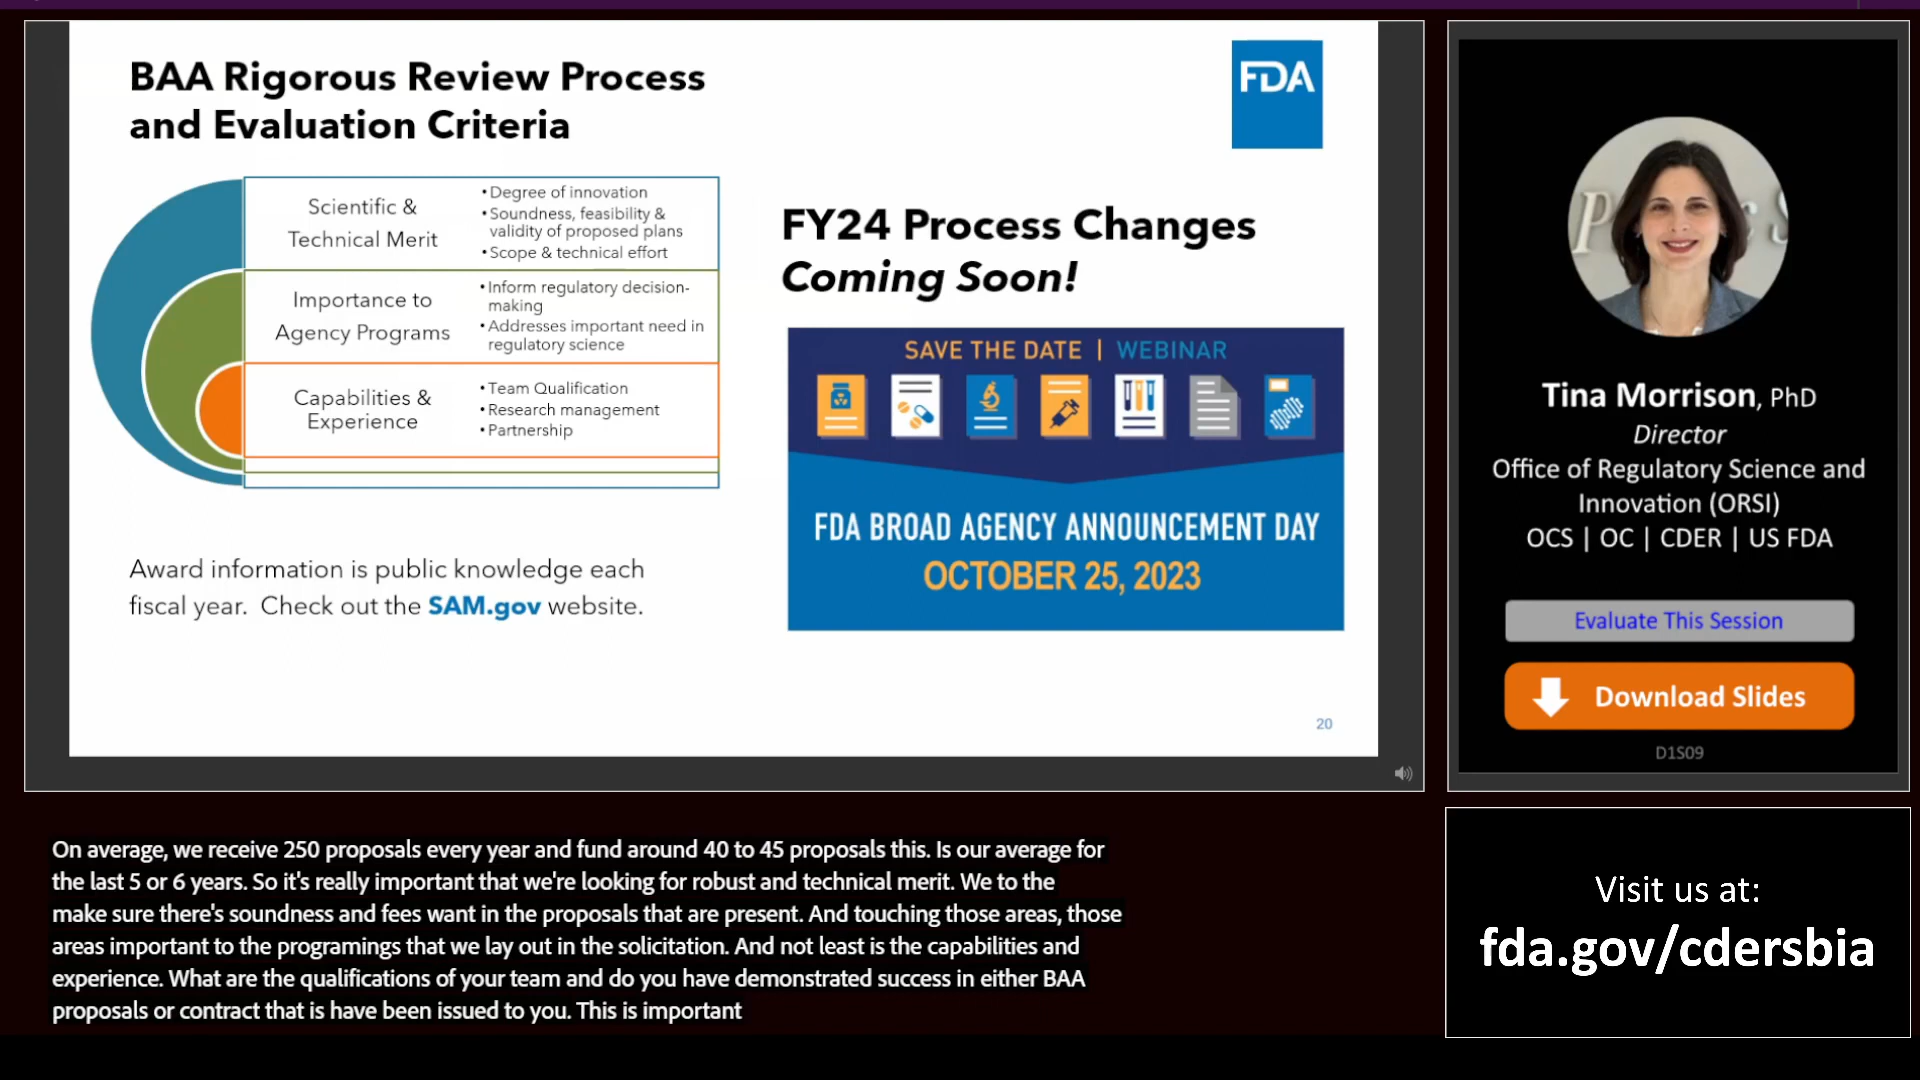 BAA Rigorous Review Process
and Evaluation Criteria
FDA
Scientific &
Technical Merit
•Degree of innovation
•Soundness, feasibility &
validity of proposed plans
•Scope & technical effort
Importance to
Agency Programs
•Inform regulatory decision-
making
•Addresses important need in
regulatory science
Capabilities &
Experience
•Team Qualification
•Research management
•Partnership
Award information is public knowledge each
fiscal year. Check out the SAM.gov website.
FY24 Process Changes
Coming Soon!
SAVE THE DATE | WEBINAR
FDA BROAD AGENCY ANNOUNCEMENT DAY
OCTOBER 25, 2023
20
Tina Morrison, PhD
Director
Office of Regulatory Science and
Innovation (ORSI)
OCS | OC | CDER | US FDA
Evaluate This Session
Download Slides
D1S09
On average, we receive 250 proposals every year and fund around 40 to 45 proposals this. Is our average for
the last 5 or 6 years. So it's really important that we're looking for robust and technical merit. We to the
make sure there's soundness and fees want in the proposals that are present. And touching those areas, those
areas important to the programings that we lay out in the solicitation. And not least is the capabilities and
experience. What are the qualifications of your team and do you have demonstrated success in either BAA
proposals or contract that is have been issued to you. This is important
Visit us at:
fda.gov/cdersbia